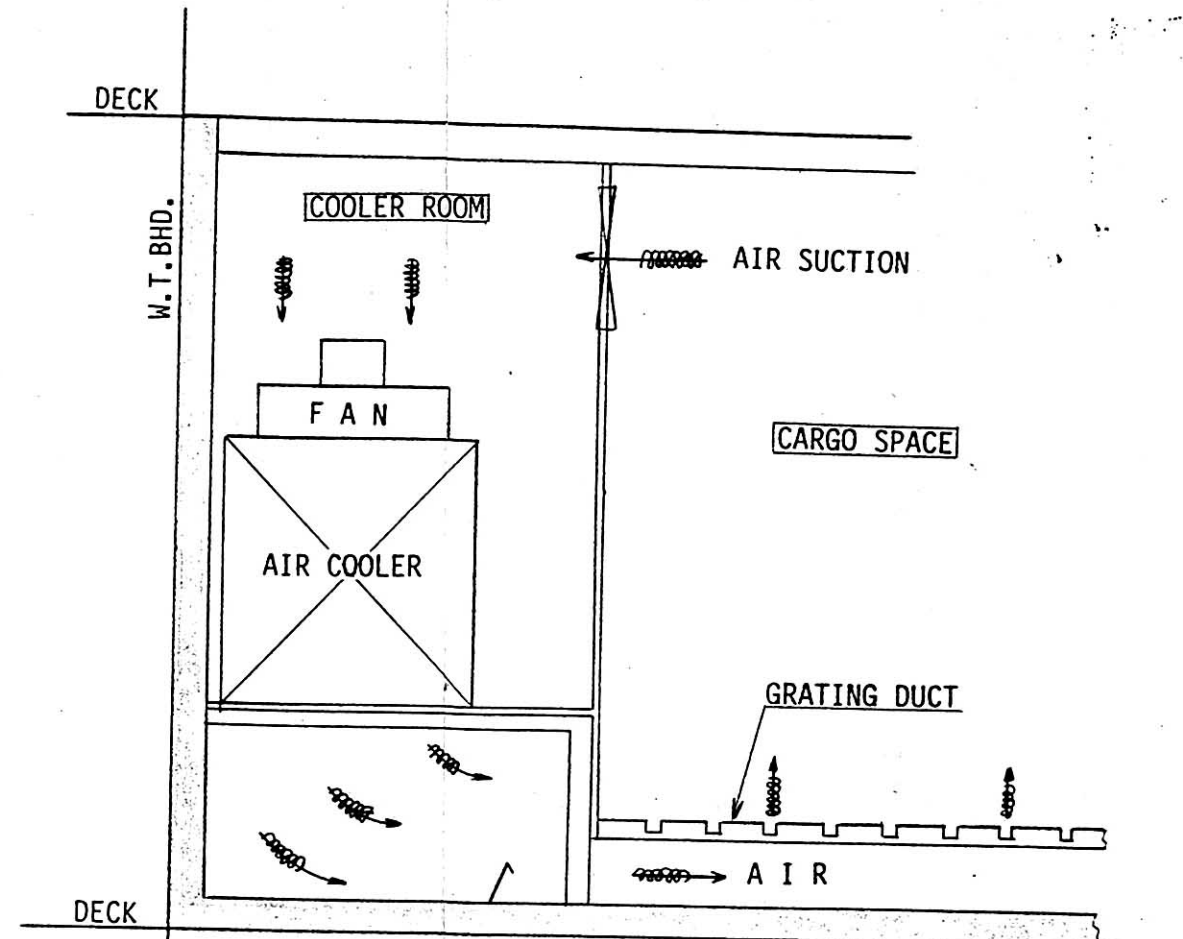 DECK
W.T.BHD.
COOLER ROOM
AIR SUCTION
FAN
CARGO SPACE
AIR COOLER
GRATING DUCT
AIR
DECK